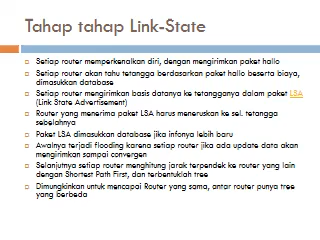 Tahap tahap Link-State
Setiap router memperkenalkan diri, dengan mengirimkan paket hallo
Setiap router akan tahu tetangga berdasarkan paket hallo beserta biaya,
dimasukkan database
Setiap router mengirimkan basis datanya ke tetangganya dalam paket LSA
(Link State Advertisement)
Router yang menerima paket LSA harus meneruskan ke sel. tetangga
sebelahnya
Paket LSA dimasukkan database jika infonya lebih baru
Awalnya terjadi flooding karena setiap router jika ada update data akan
mengirimkan sampai convergen
Selanjutnya setiap router menghitung jarak terpendek ke router yang lain
dengan Shortest Path First, dan terbentuklah tree
Dimungkinkan untuk mencapai Router yang sama, antar router punya tree
yang berbeda